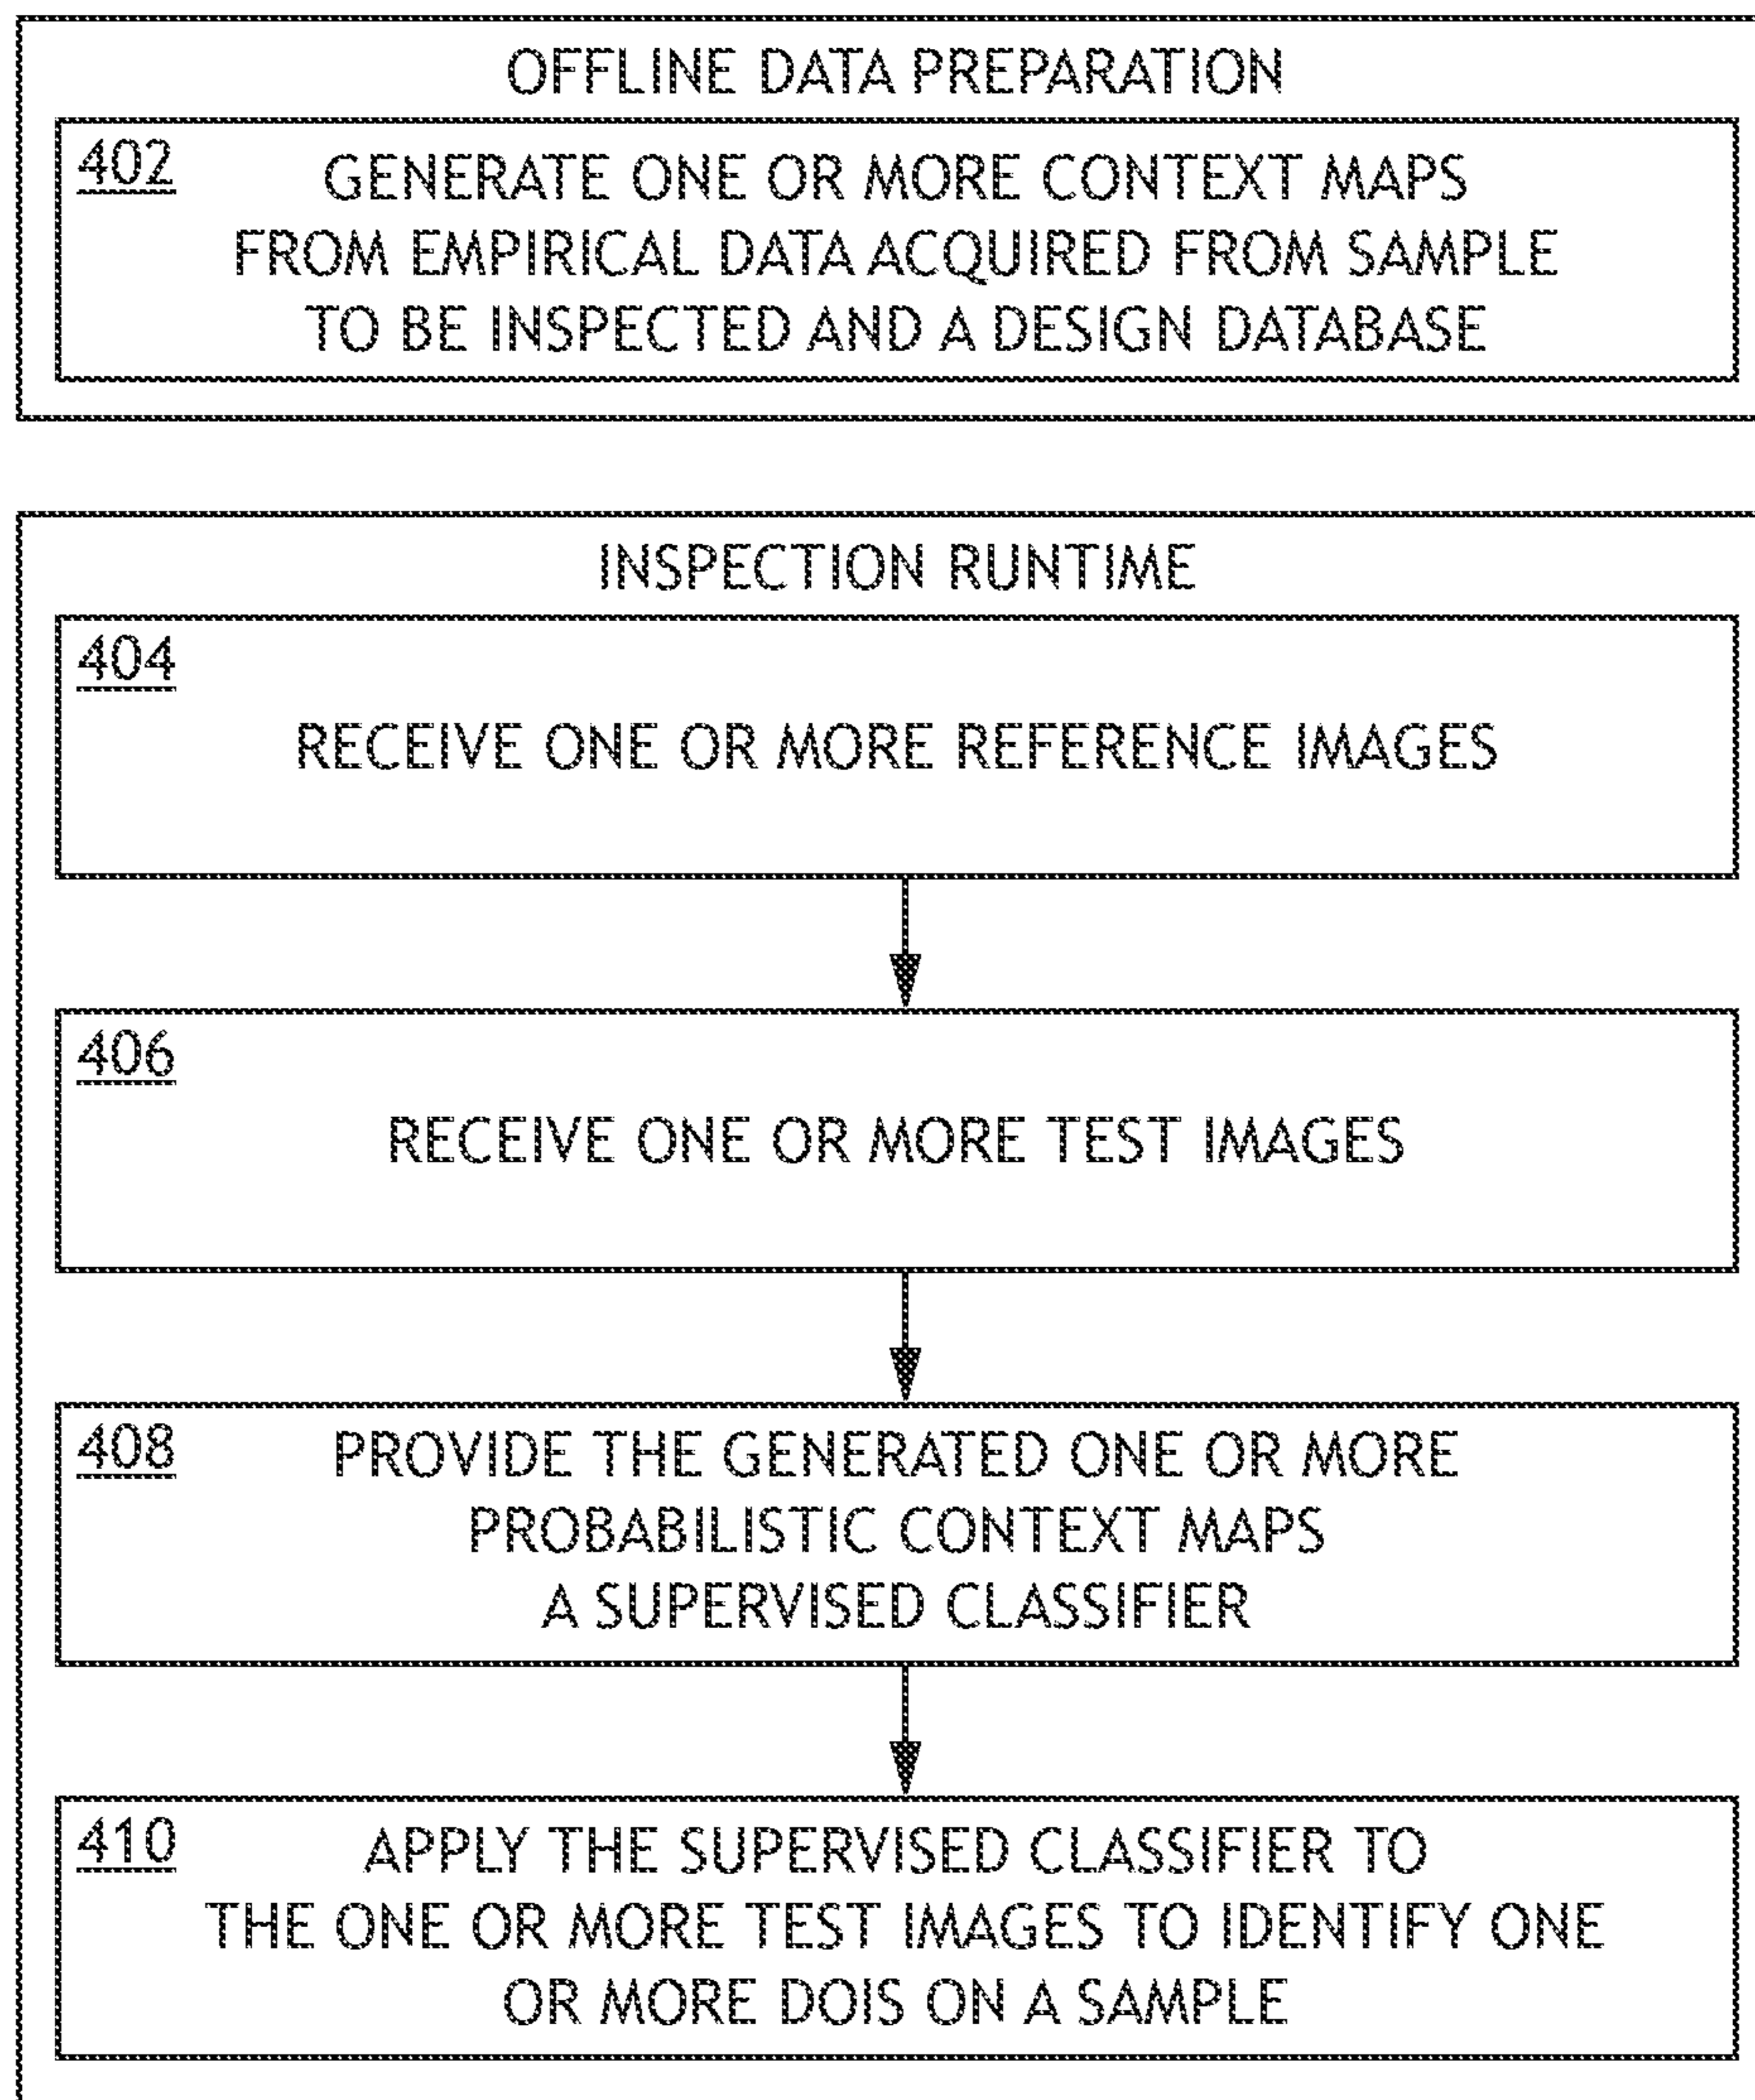 OFFLINE DATA PREPARATION
402
GENERATE ONE OR MORE CONTEXT MAPS
FROM EMPIRICAL DATA ACQUIRED FROM SAMPLE
TO BE INSPECTED AND A DESIGN DATABASE
INSPECTION RUNTIME
404
RECEIVE ONE OR MORE REFERENCE IMAGES
406
RECEIVE ONE OR MORE TEST IMAGES
408
PROVIDE THE GENERATED ONE OR MORE
PROBABILISTIC CONTEXT MAPS
A SUPERVISED CLASSIFIER
410
APPLY THE SUPERVISED CLASSIFIER TO
THE ONE OR MORE TEST IMAGES TO IDENTIFY ONE
OR MORE DOIS ON A SAMPLE